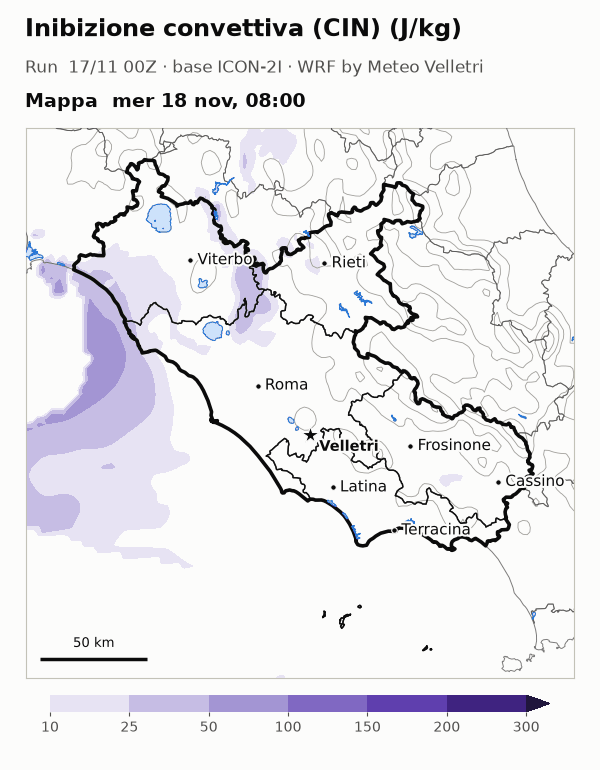 Inibizione convettiva (CIN) (J/kg)
Run  17/11 00Z · base ICON-2I · WRF by Meteo Velletri
Mappa  mer 18 nov, 08:00
Viterbo
Rieti
Roma
Velletri
Frosinone
Cassino
Latina
Terracina
50 km
10 25 50 100 150 200 300